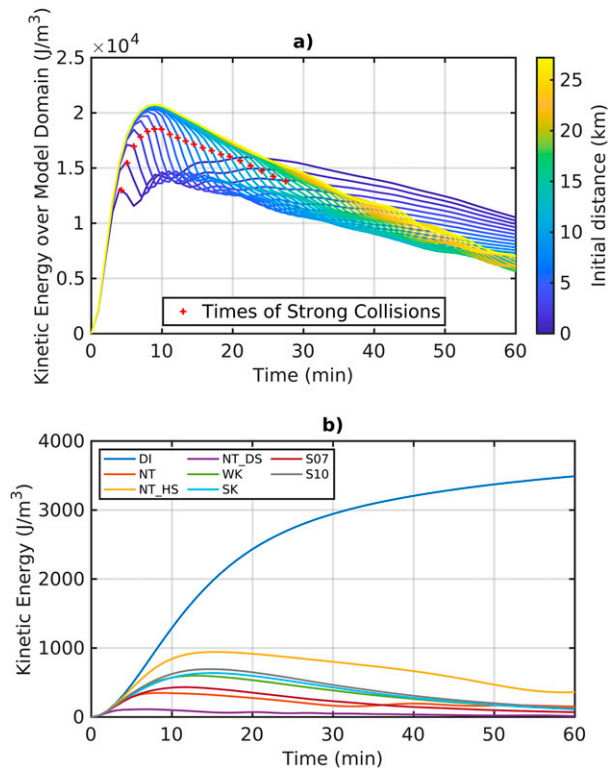 a)
×10⁴
Kinetic Energy over Model Domain (J/m³)
2.5
2
1.5
1
0.5
0
0 10 20 30 40 50 60
Time (min)
+ Times of Strong Collisions
25
20
15
10
5
0
Initial distance (km)
b)
Kinetic Energy (J/m³)
4000
3000
2000
1000
0
DI NT_DS S07
NT WK S10
NT_HS SK
0 10 20 30 40 50 60
Time (min)